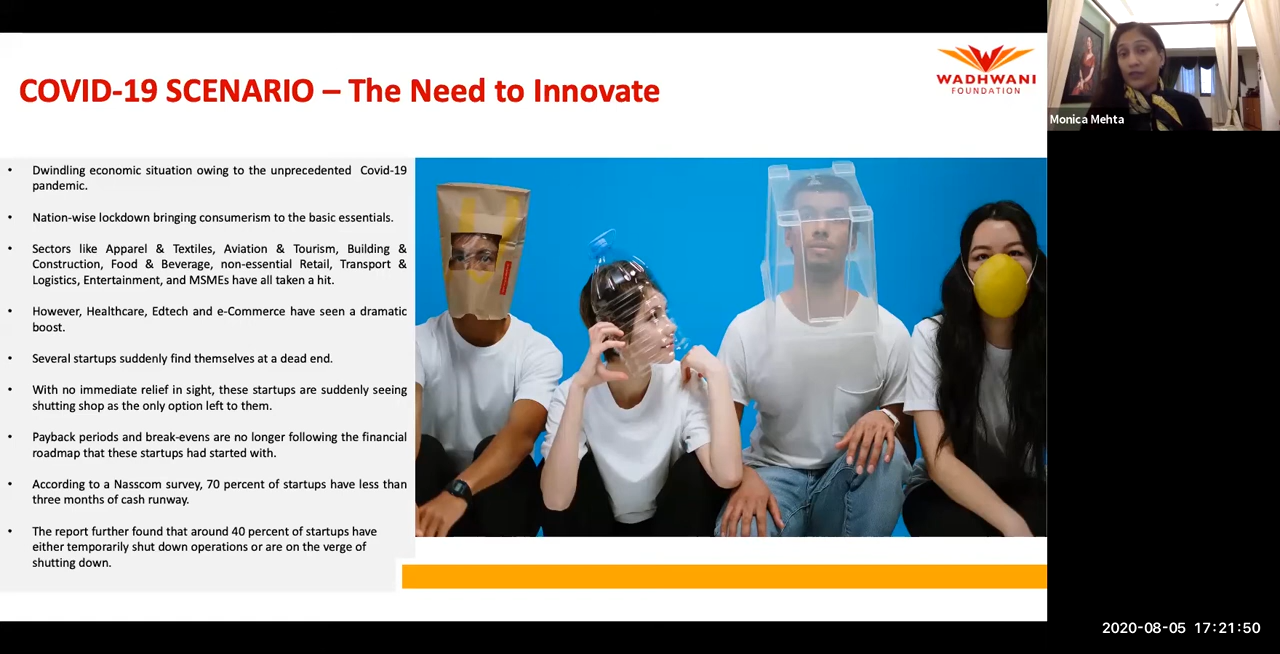 COVID-19 SCENARIO – The Need to Innovate
WADHWANI
FOUNDATION
Monica Mehta
• Dwindling economic situation owing to the unprecedented Covid-19
pandemic.
• Nation-wise lockdown bringing consumerism to the basic essentials.
• Sectors like Apparel & Textiles, Aviation & Tourism, Building &
Construction, Food & Beverage, non-essential Retail, Transport &
Logistics, Entertainment, and MSMEs have all taken a hit.
• However, Healthcare, Edtech and e-Commerce have seen a dramatic
boost.
• Several startups suddenly find themselves at a dead end.
• With no immediate relief in sight, these startups are suddenly seeing
shutting shop as the only option left to them.
• Payback periods and break-evens are no longer following the financial
roadmap that these startups had started with.
• According to a Nasscom survey, 70 percent of startups have less than
three months of cash runway.
• The report further found that around 40 percent of startups have
either temporarily shut down operations or are on the verge of
shutting down.
2020-08-05 17:21:50